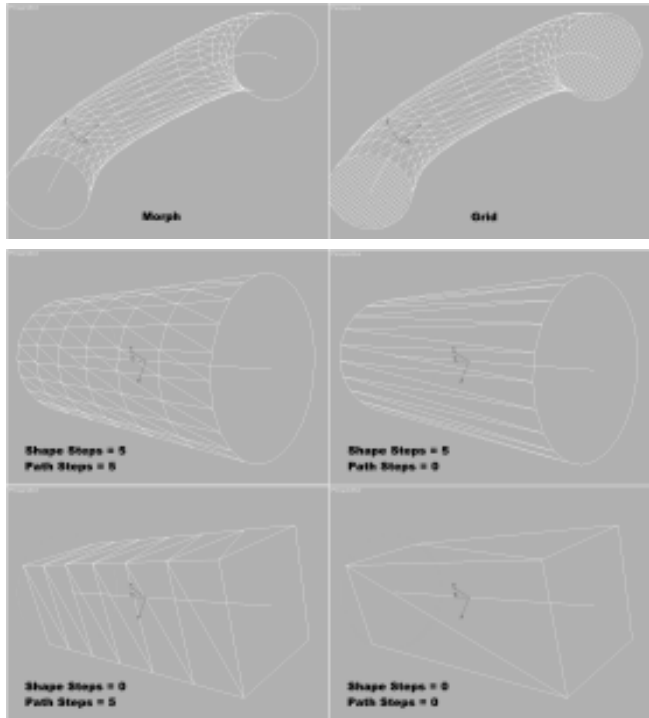 Morph
Grid
Shape Steps = 5
Path Steps = 5
Shape Steps = 5
Path Steps = 0
Shape Steps = 0
Path Steps = 5
Shape Steps = 0
Path Steps = 0